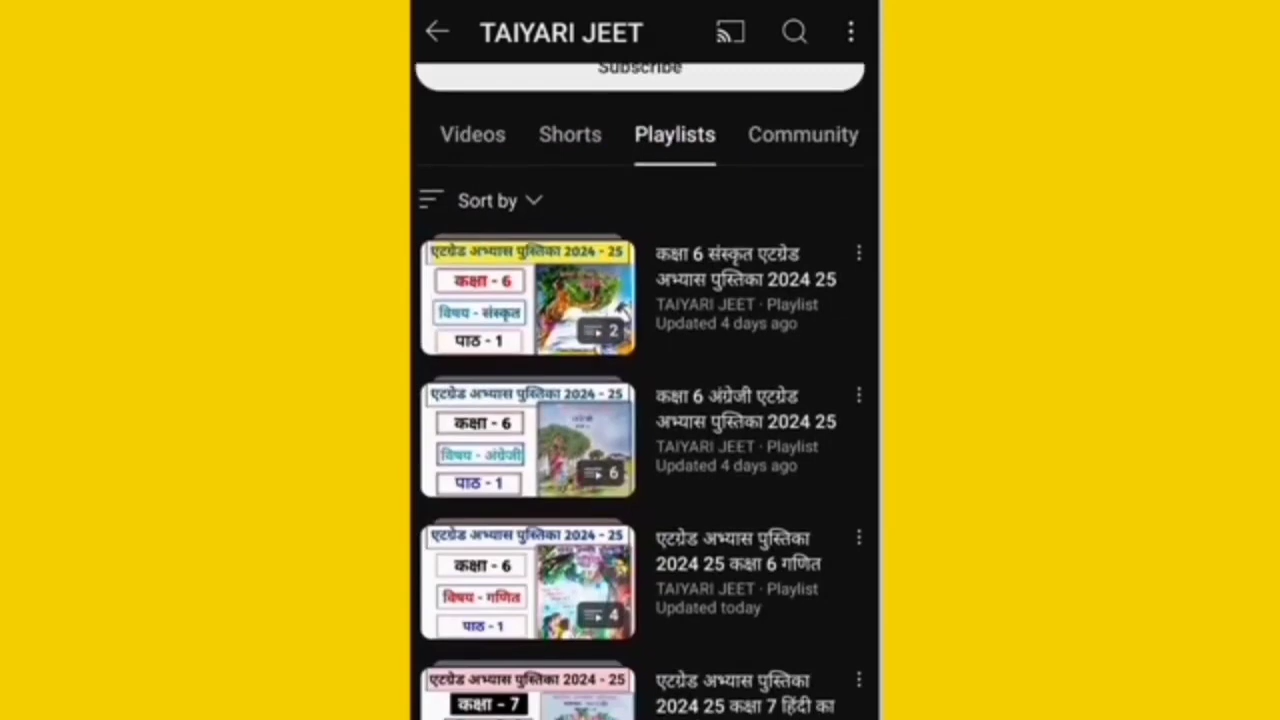 TAIYARI JEET
Subscribe
Videos Shorts Playlists Community
Sort by
एटग्रेड अभ्यास पुस्तिका 2024 - 25
कक्षा - 6
विषय - संस्कृत
पाठ - 1
2
कक्षा 6 संस्कृत एटग्रेड
अभ्यास पुस्तिका 2024 25
TAIYARI JEET · Playlist
Updated 4 days ago
एटग्रेड अभ्यास पुस्तिका 2024 - 25
कक्षा - 6
विषय - अंग्रेजी
पाठ - 1
6
कक्षा 6 अंग्रेजी एटग्रेड
अभ्यास पुस्तिका 2024 25
TAIYARI JEET · Playlist
Updated 4 days ago
एटग्रेड अभ्यास पुस्तिका 2024 - 25
कक्षा - 6
विषय - गणित
पाठ - 1
4
एटग्रेड अभ्यास पुस्तिका
2024 25 कक्षा 6 गणित
TAIYARI JEET · Playlist
Updated today
एटग्रेड अभ्यास पुस्तिका 2024 - 25
कक्षा - 7
एटग्रेड अभ्यास पुस्तिका
2024 25 कक्षा 7 हिंदी का